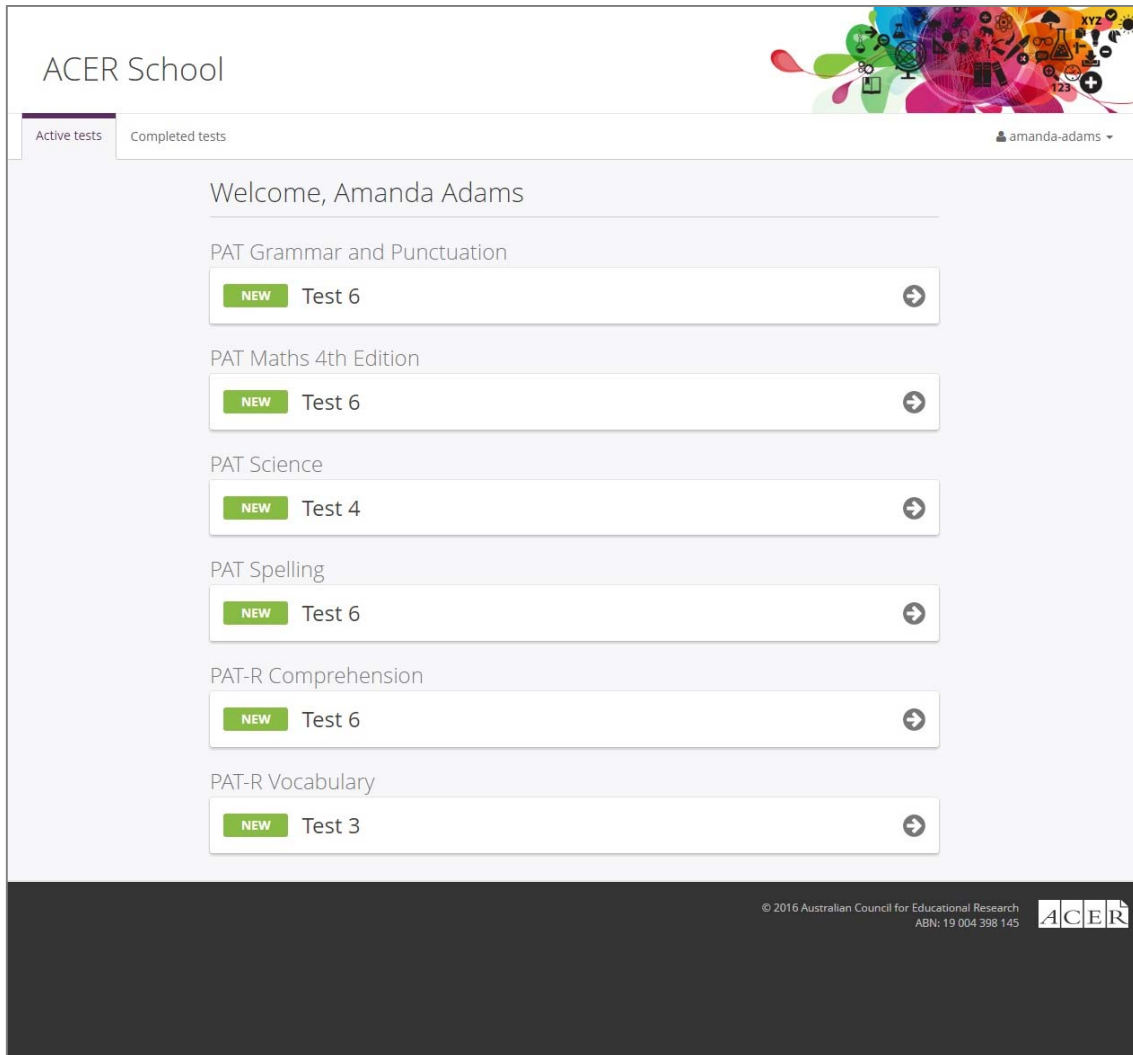 XYZ
123
ACER School
Active tests
Completed tests
amanda-adams
Welcome, Amanda Adams
PAT Grammar and Punctuation
NEW Test 6
PAT Maths 4th Edition
NEW Test 6
PAT Science
NEW Test 4
PAT Spelling
NEW Test 6
PAT-R Comprehension
NEW Test 6
PAT-R Vocabulary
NEW Test 3
© 2016 Australian Council for Educational Research
ABN: 19 004 398 145
ACER